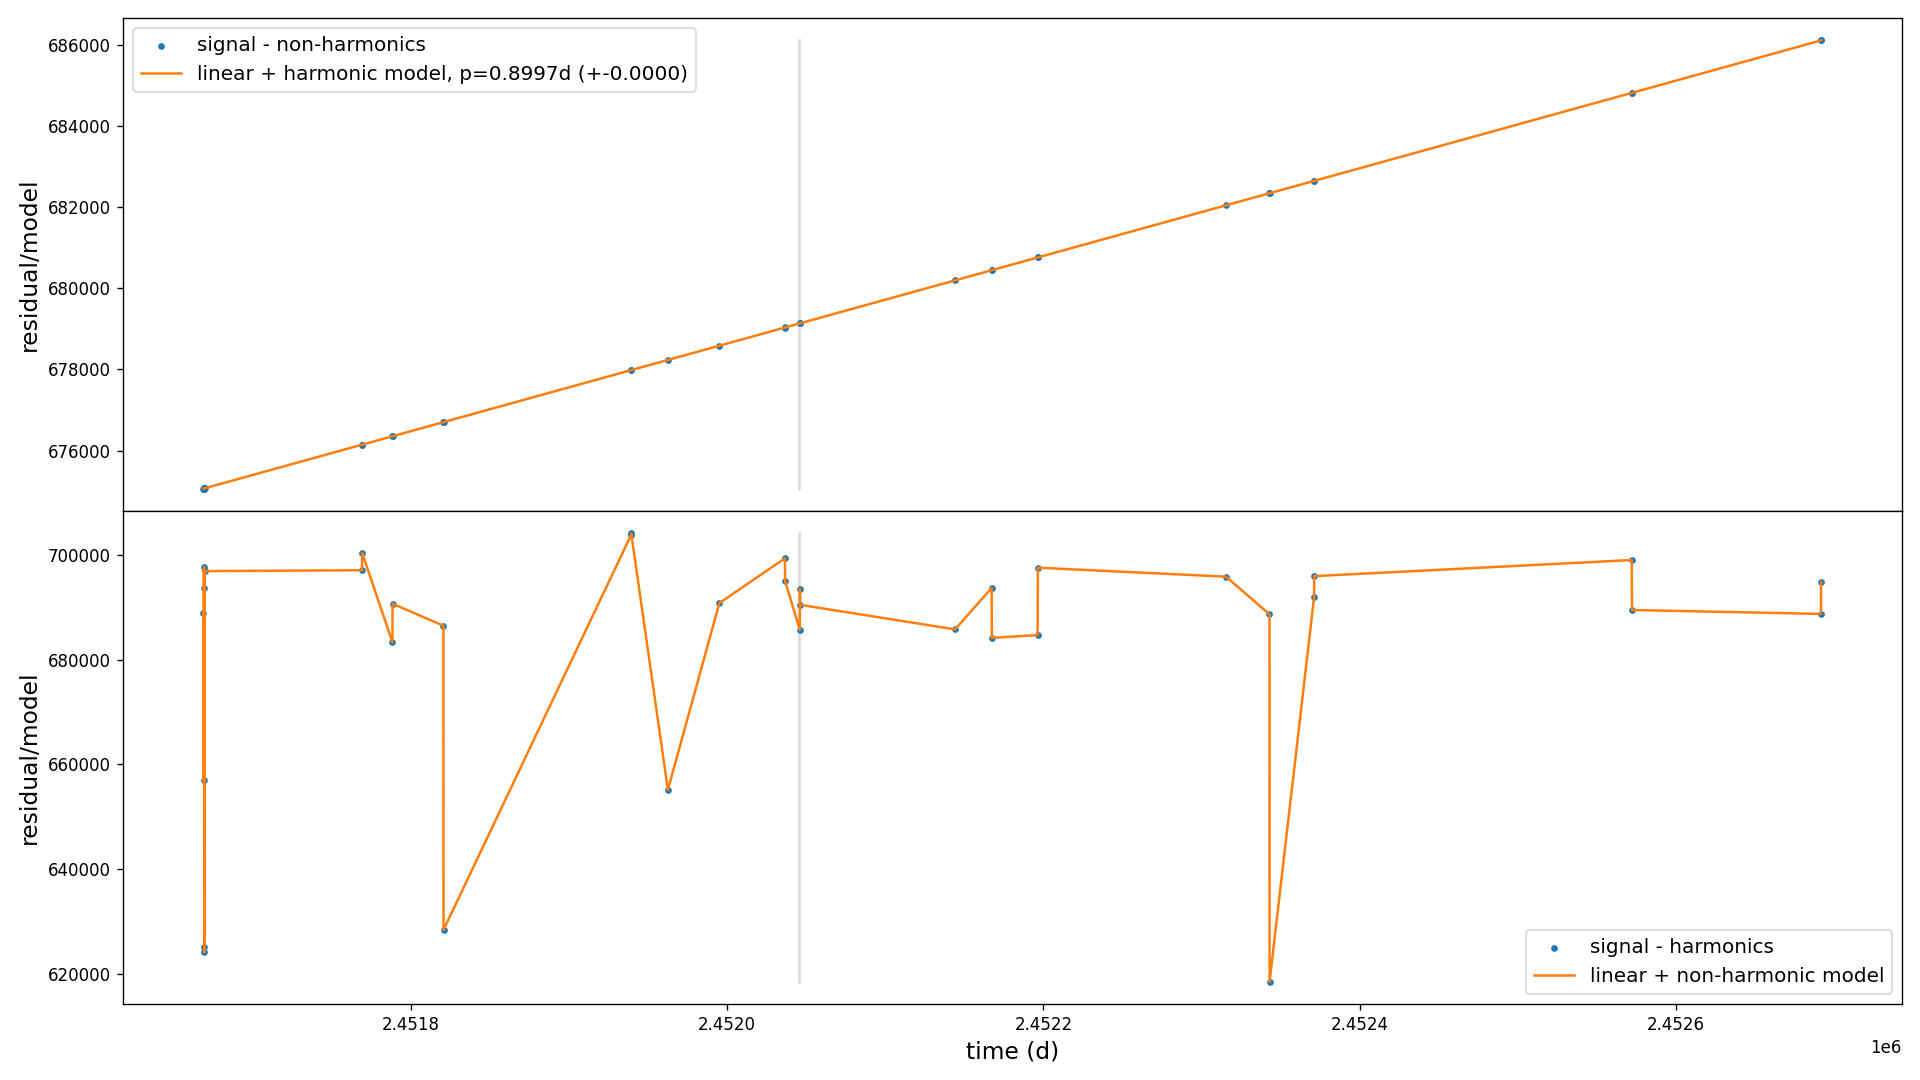 686000
684000
682000
680000
678000
676000
residual/model
signal - non-harmonics
linear + harmonic model, p=0.8997d (+-0.0000)
700000
680000
660000
640000
620000
residual/model
signal - harmonics
linear + non-harmonic model
2.4518
2.4520
2.4522
2.4524
2.4526
1e6
time (d)